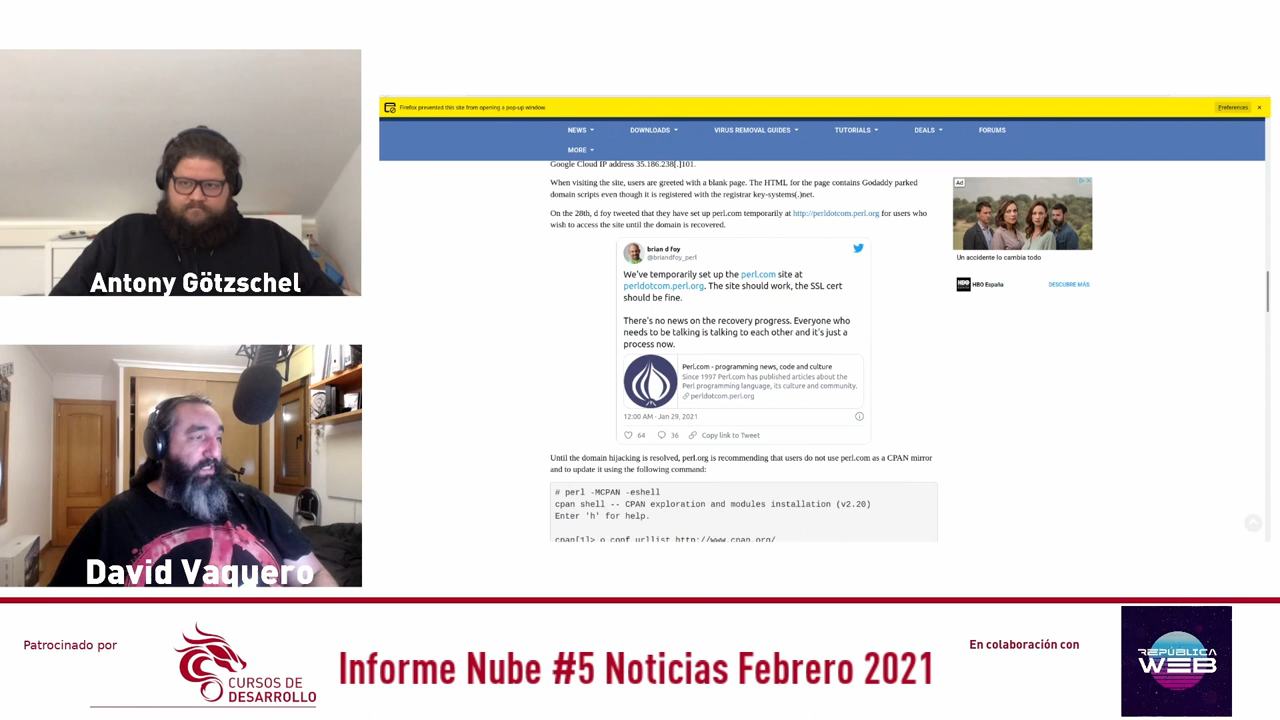 Antony Götzschel
David Vaquero
Firefox prevented this site from opening a pop-up window.
Preferences
NEWS
DOWNLOADS
VIRUS REMOVAL GUIDES
TUTORIALS
DEALS
FORUMS
MORE
Google Cloud IP address 35.186.238[.]101.
When visiting the site, users are greeted with a blank page. The HTML for the page contains Godaddy parked
domain scripts even though it is registered with the registrar key-systems(.)net.
On the 28th, d foy tweeted that they have set up perl.com temporarily at http://perldotcom.perl.org for users who
wish to access the site until the domain is recovered.
brian d foy
@briandfoy_perl
We've temporarily set up the perl.com site at
perldotcom.perl.org. The site should work, the SSL cert
should be fine.
There's no news on the recovery progress. Everyone who
needs to be talking is talking to each other and it's just a
process now.
Perl.com - programming news, code and culture
Since 1997 Perl.com has published articles about the
Perl programming language, its culture and community.
perldotcom.perl.org
12:00 AM · Jan 29, 2021
64
36
Copy link to Tweet
Until the domain hijacking is resolved, perl.org is recommending that users do not use perl.com as a CPAN mirror
and to update it using the following command:
# perl -MCPAN -eshell
cpan shell -- CPAN exploration and modules installation (v2.20)
Enter 'h' for help.
cpan[1]> o conf urllist http://www.cpan.org/
Ad
Un accidente lo cambia todo
HBO
HBO España
DESCUBRE MÁS
Patrocinado por
CURSOS DE
DESARROLLO
Informe Nube #5 Noticias Febrero 2021
En colaboración con
REPÚBLICA
WEB